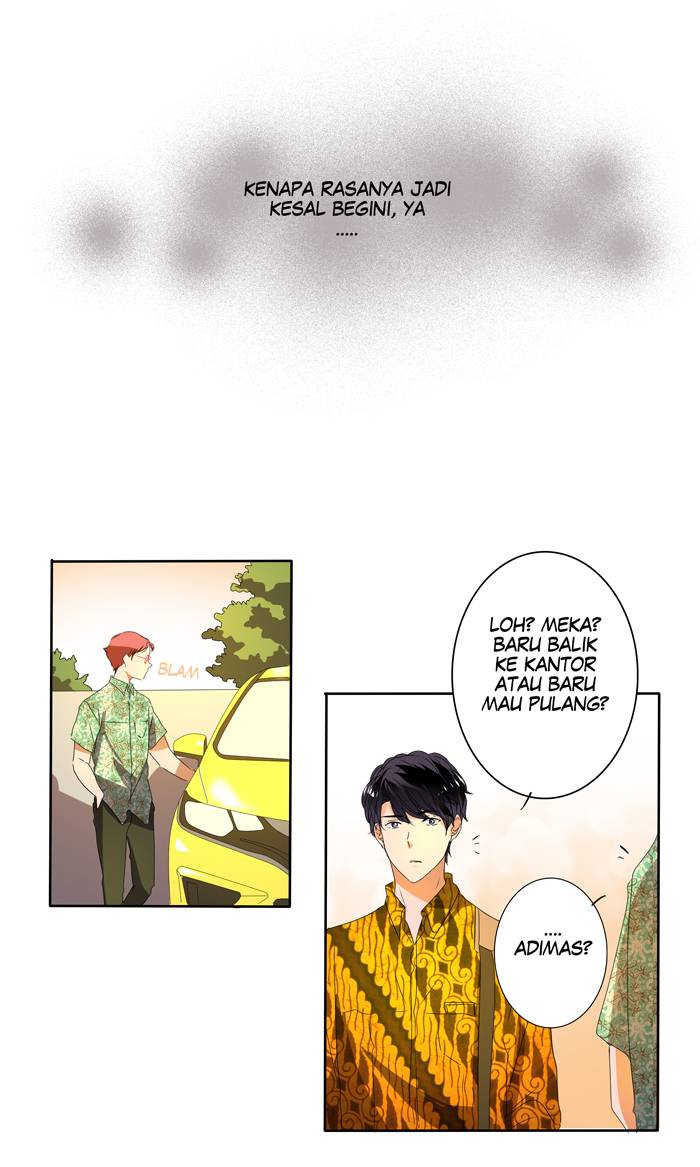 KENAPA RASANYA JADI
KESAL BEGINI, YA
.....
BLAM
LOH? MEKA?
BARU BALIK
KE KANTOR
ATAU BARU
MAU PULANG?
....
ADIMAS?